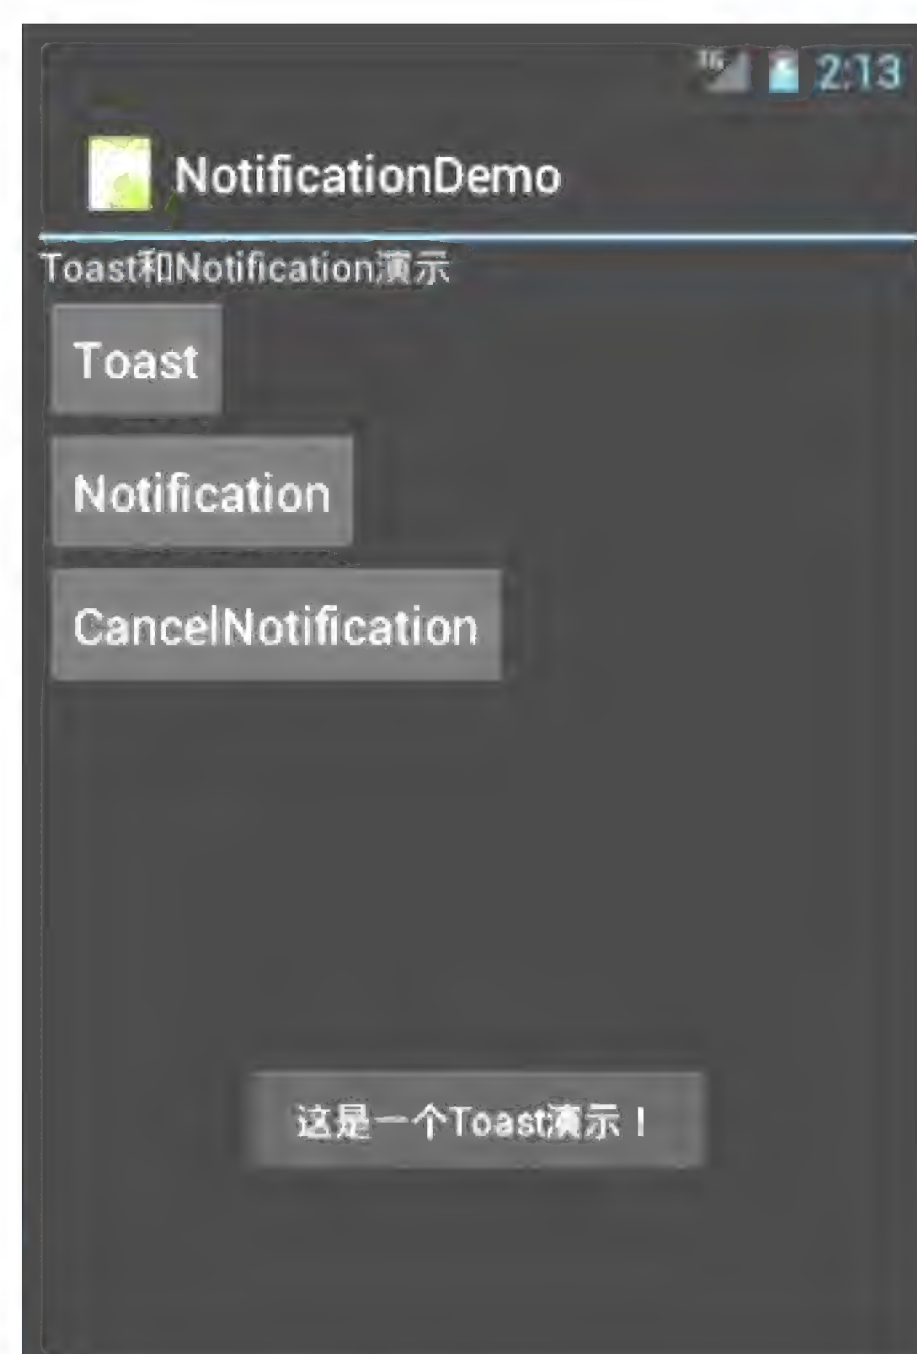 3G 2:13
NotificationDemo
Toast和Notification演示
Toast
Notification
CancelNotification
这是一个Toast演示！